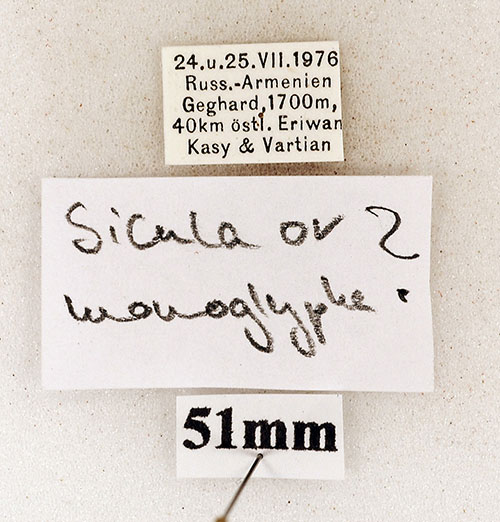 24.u.25.VII.1976
Russ.-Armenien
Geghard,1700m,
40km östl. Eriwan
Kasy & Vartian
Sicula or ?
monoglypha
51mm